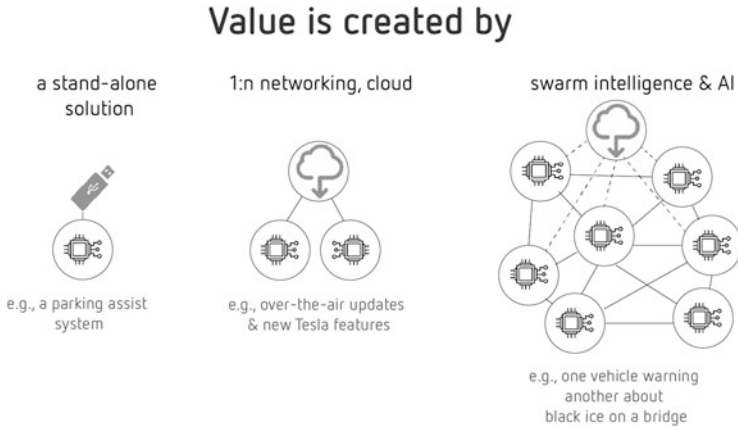 Value is created by
a stand-alone
solution
e.g., a parking assist
system
1:n networking, cloud
e.g., over-the-air updates
& new Tesla features
swarm intelligence & AI
e.g., one vehicle warning
another about
black ice on a bridge